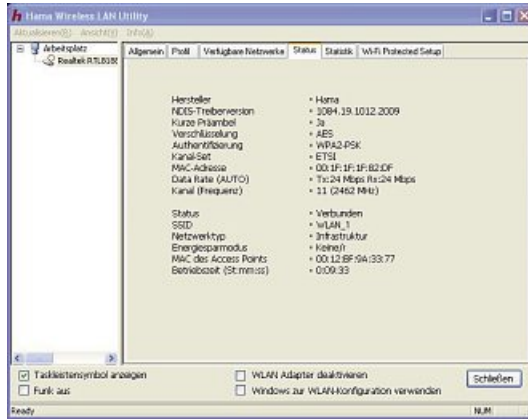 Hama Wireless LAN Utility
Aktualisieren(R) Ansicht(Y) Info(A)
Arbeitsplatz
Realtek RTL818
Allgemein Profil Verfügbare Netzwerke Status Statistik Wi-Fi Protected Setup
Hersteller • Hama
NDIS-Treiberversion • 1084.19.1012.2009
Kurze Präambel • Ja
Verschlüsselung • AES
Authentifizierung • WPA2-PSK
Kanal-Set • ETSI
MAC-Adresse • 00:1F:1F:1F:82:DF
Data Rate (AUTO) • Tx:24 Mbps Rx:24 Mbps
Kanal (Frequenz) • 11 (2462 MHz)
Status • Verbunden
SSID • WLAN_1
Netzwerktyp • Infrastruktur
Energiesparmodus • Keine/r
MAC des Access Points • 00:12:BF:9A:33:77
Betriebszeit (St:mm:ss) • 0:09:33
Taskleistensymbol anzeigen
WLAN Adapter deaktivieren
Schließen
Funk aus
Windows zur WLAN-Konfiguration verwenden
Ready
NUM